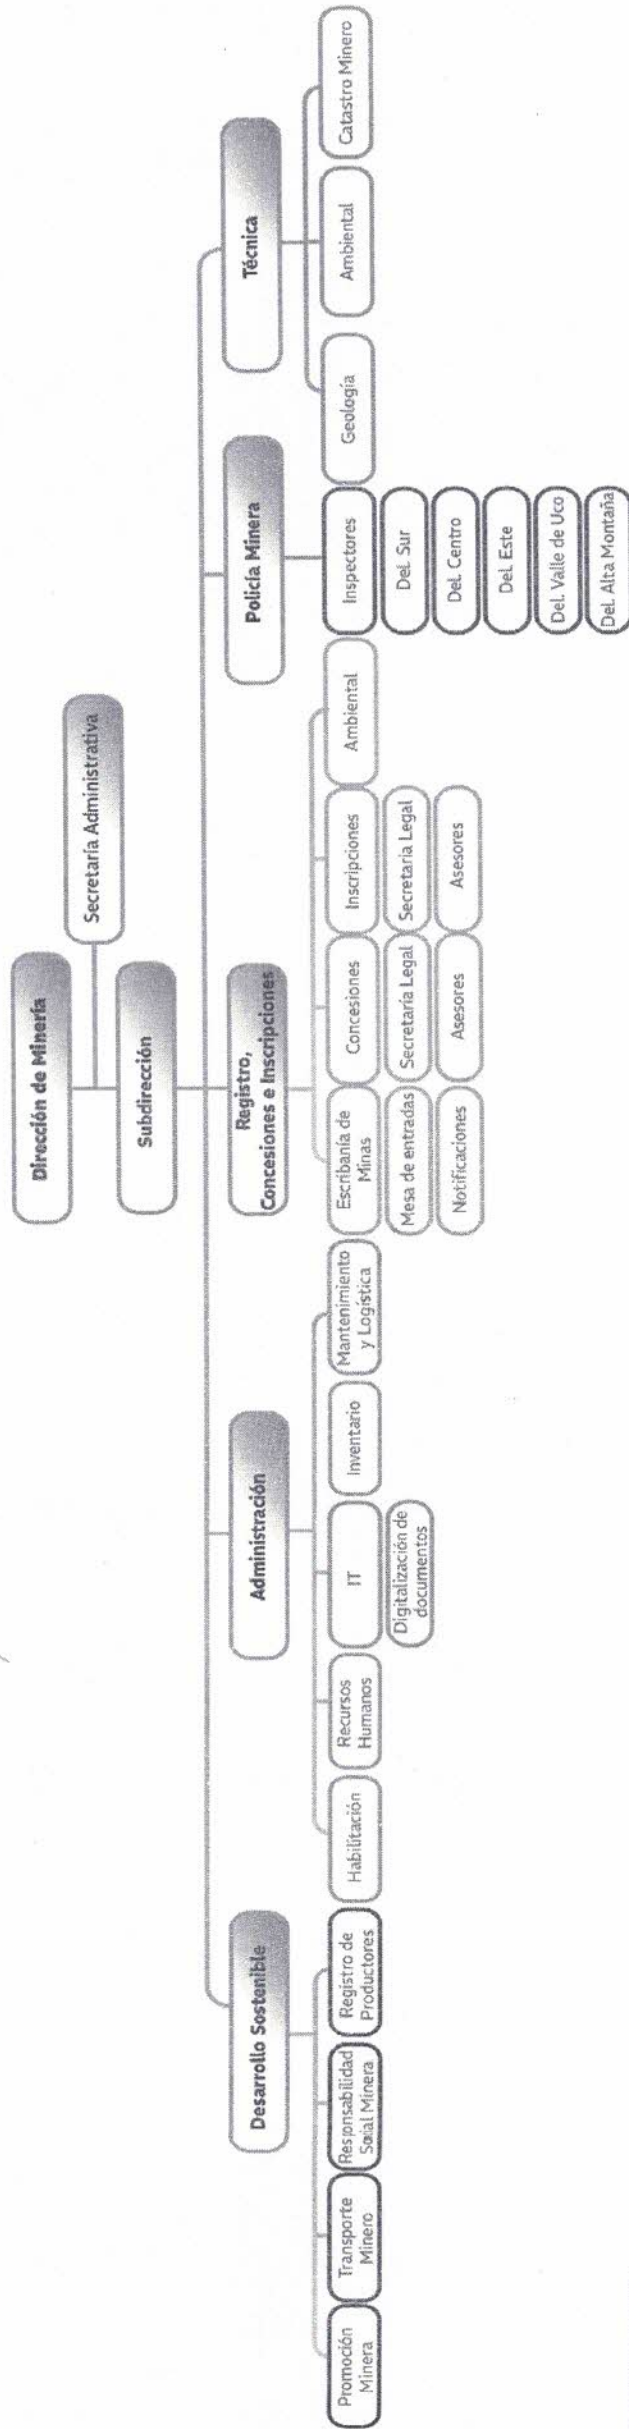 Dirección de Minería
Secretaría Administrativa
Subdirección
Desarrollo Sostenible
Administración
Registro,
Concesiones e Inscripciones
Policía Minera
Técnica
Promoción
Minera
Transporte
Minero
Responsabilidad
Social Minera
Registro de
Productores
Habilitación
Recursos
Humanos
IT
Digitalización de
documentos
Inventario
Mantenimiento
y Logística
Escribanía de
Minas
Mesa de entradas
Notificaciones
Concesiones
Secretaría Legal
Asesores
Inscripciones
Secretaria Legal
Asesores
Ambiental
Inspectores
Del. Sur
Del. Centro
Del. Este
Del. Valle de Uco
Del. Alta Montaña
Geología
Ambiental
Catastro Minero